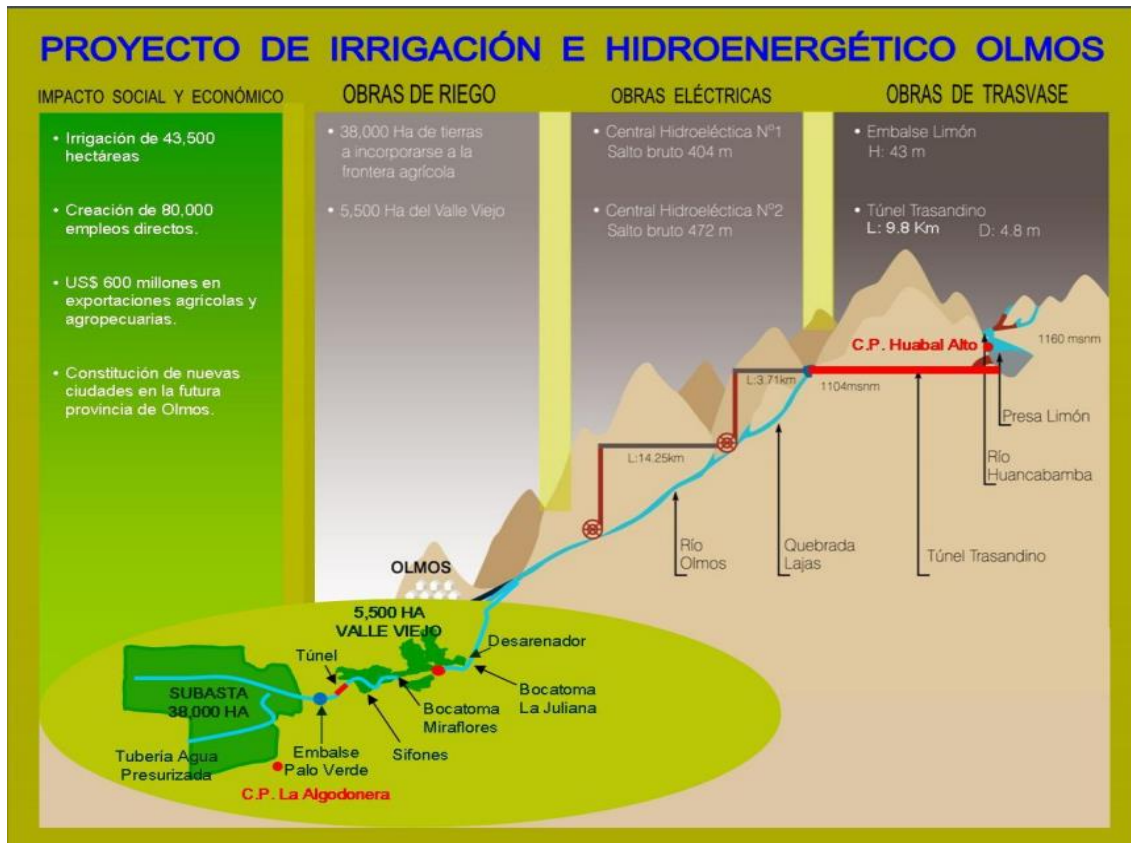 PROYECTO DE IRRIGACIÓN E HIDROENERGÉTICO OLMOS
IMPACTO SOCIAL Y ECONÓMICO
• Irrigación de 43,500
hectáreas
• Creación de 80,000
empleos directos.
• US$ 600 millones en
exportaciones agrícolas y
agropecuarias.
• Constitución de nuevas
ciudades en la futura
provincia de Olmos.
OBRAS DE RIEGO
• 38,000 Ha de tierras
a incorporarse a la
frontera agrícola
• 5,500 Ha del Valle Viejo
OBRAS ELÉCTRICAS
• Central Hidroeléctica Nº1
Salto bruto 404 m
• Central Hidroeléctica Nº2
Salto bruto 472 m
OBRAS DE TRASVASE
• Embalse Limón
H: 43 m
• Túnel Trasandino
L: 9.8 Km D: 4.8 m
C.P. Huabal Alto
1160 msnm
L:3.71km
1104msnm
Presa Limón
L:14.25km
Río
Huancabamba
Río
Olmos
Quebrada
Lajas
Túnel Trasandino
OLMOS
5,500 HA
VALLE VIEJO
Desarenador
Túnel
Bocatoma
La Juliana
SUBASTA
38,000 HA
Bocatoma
Miraflores
Sifones
Embalse
Palo Verde
Tubería Agua
Presurizada
C.P. La Algodonera